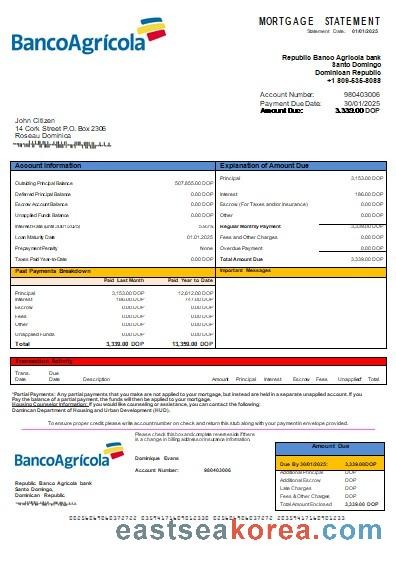 BancoAgrícola
MORTGAGE STATEMENT
Statement Date: 01/01/2025
Republic Banco Agricola bank
Santo Domingo
Dominican Republic
+1 809-535-8088
Account Number: 980403006
Payment Due Date: 30/01/2025
Amount Due: 3,339.00 DOP
John Citizen
14 Cork Street P.O. Box 2306
Roseau Dominica
Account Information
Outstanding Principal Balance 507,855.00 DOP
Deferred Principal Balance 0.00 DOP
Escrow Account Balance 0.00 DOP
Unapplied Funds Balance 0.00 DOP
Interest Rate (until 30/01/2025)
Loan Maturity Date 01.01.2025
Prepayment Penalty None
Taxes Paid Year-to-Date 0.00 DOP
Explanation of Amount Due
Principal 3,153.00 DOP
Interest 186.00 DOP
Escrow (For Taxes and/or Insurance) 0.00 DOP
Other 0.00 DOP
Regular Monthly Payment 3,339.00 DOP
Fees and Other Charges 0.00 DOP
Overdue Payment 0.00 DOP
Total Amount Due 3,339.00 DOP
Past Payments Breakdown
Paid Last Month Paid Year to Date
Principal 3,153.00 DOP 12,612.00 DOP
Interest 186.00 DOP
Escrow 0.00 DOP 0.00 DOP
Fees 0.00 DOP 0.00 DOP
Other 0.00 DOP 0.00 DOP
Unapplied Funds 0.00 DOP 0.00 DOP
Total 3,339.00 DOP 13,359.00 DOP
Important Messages
Transaction Activity
Trans. Date Due Date Description Amount Principal Interest Escrow Fees Unapplied* Total
*Partial Payments: Any partial payments that you make are not applied to your mortgage, but instead are held in a separate unapplied account. If you
Pay the balance of a partial payment, the funds will then be applied to your mortgage.
Housing Counselor Information: If you would like counseling or assistance, you can contact the following:
Dominican Department of Housing and Urban Development (HUD),
To ensure proper credit please write account number on check and return this stub along with your payment in envelope provided.
BancoAgrícola
Please check this box and complete reverse side if there
is a change in billing address or insurance information
Dominique Evans
Account Number: 980403006
Republic Banco Agricola bank
Santo Domingo,
Dominican Republic
Amount Due
Due By 30/01/2025: 3,339.00DOP
Additional Principal DOP
Additional Escrow DOP
Late Charges DOP
Fees & Other Charges DOP
Total Amount Enclosed 3,339.00 DOP
eastseakorea.com